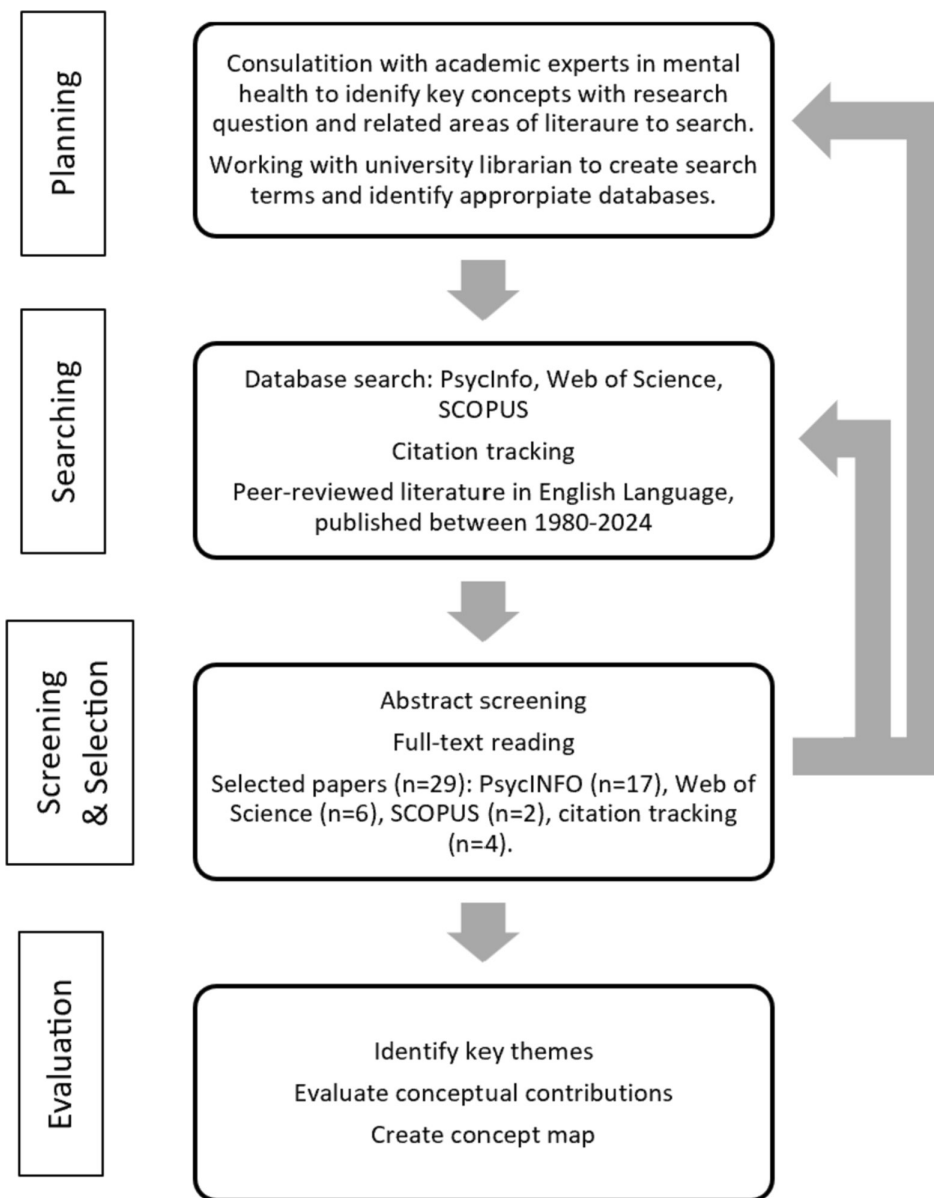 Planning
Consulatition with academic experts in mental
health to idenify key concepts with research
question and related areas of literaure to search.
Working with university librarian to create search
terms and identify approrpiate databases.
Searching
Database search: PsycInfo, Web of Science,
SCOPUS
Citation tracking
Peer-reviewed literature in English Language,
published between 1980-2024
Screening
& Selection
Abstract screening
Full-text reading
Selected papers (n=29): PsycINFO (n=17), Web of
Science (n=6), SCOPUS (n=2), citation tracking
(n=4).
Evaluation
Identify key themes
Evaluate conceptual contributions
Create concept map